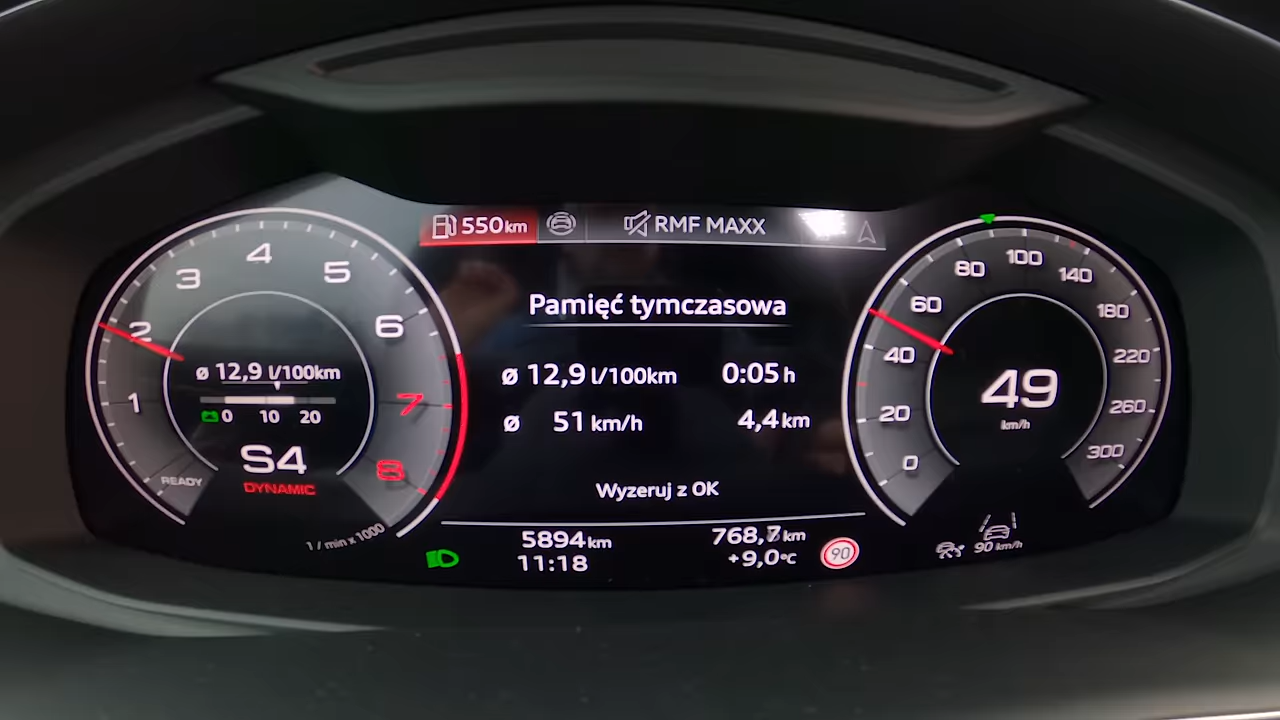 550 km RMF MAXX
Pamięć tymczasowa
ø 12,9 l/100km 0:05 h
ø 51 km/h 4,4 km
Wyzeruj z OK
5894 km 768,7 km
11:18 +9,0 °C 90
1 2 3 4 5 6 7 8
ø 12,9 l/100km
0 10 20
S4
DYNAMIC
READY
1 / min x 1000
0 20 40 60 80 100 140 180 220 260 300
49
km/h
90 km/h